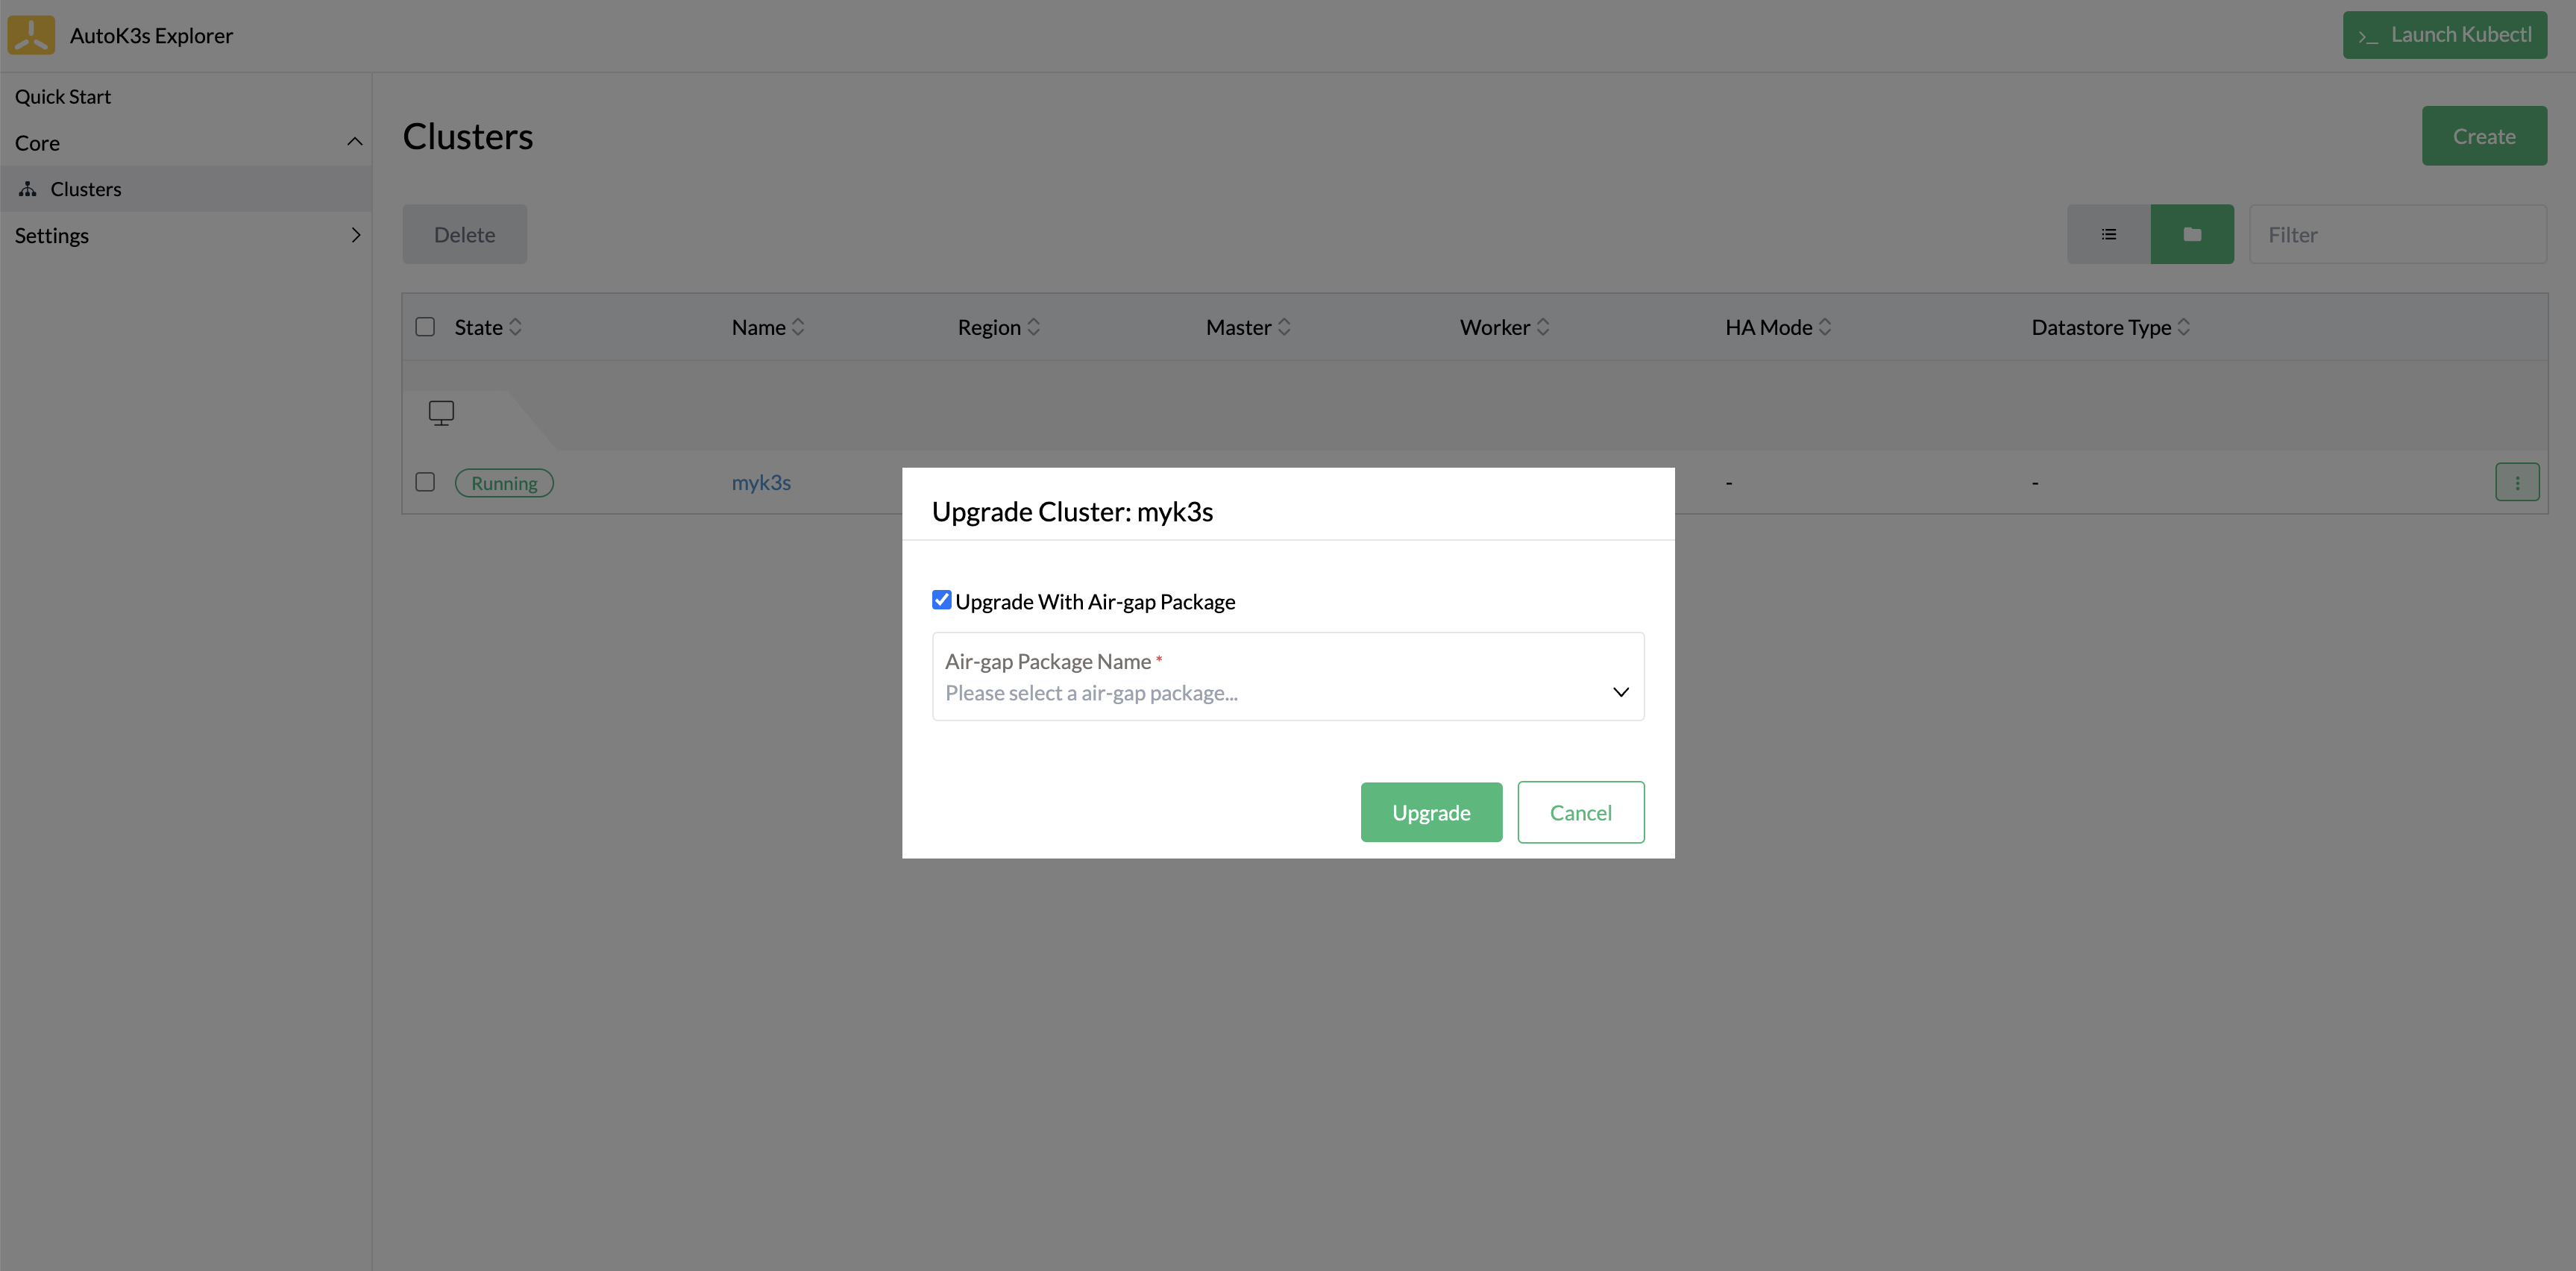 AutoK3s Explorer
>_ Launch Kubectl
Quick Start
Core
Clusters
Settings
Clusters
Create
Delete
Filter
State Name Region Master Worker HA Mode Datastore Type
Running myk3s - -
Upgrade Cluster: myk3s
Upgrade With Air-gap Package
Air-gap Package Name *
Please select a air-gap package...
Upgrade Cancel